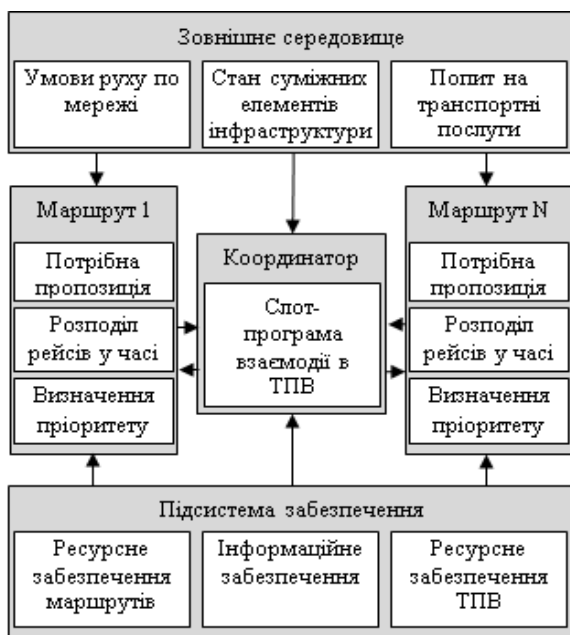 Зовнішнє середовище
Умови руху по
мережі
Стан суміжних
елементів
інфраструктури
Попит на
транспортні
послуги
Маршрут 1
Потрібна
пропозиція
Розподіл
рейсів у часі
Визначення
пріоритету
Координатор
Слот-
програма
взаємодії в
ТПВ
Маршрут N
Потрібна
пропозиція
Розподіл
рейсів у часі
Визначення
пріоритету
Підсистема забезпечення
Ресурсне
забезпечення
маршрутів
Інформаційне
забезпечення
Ресурсне
забезпечення
ТПВ